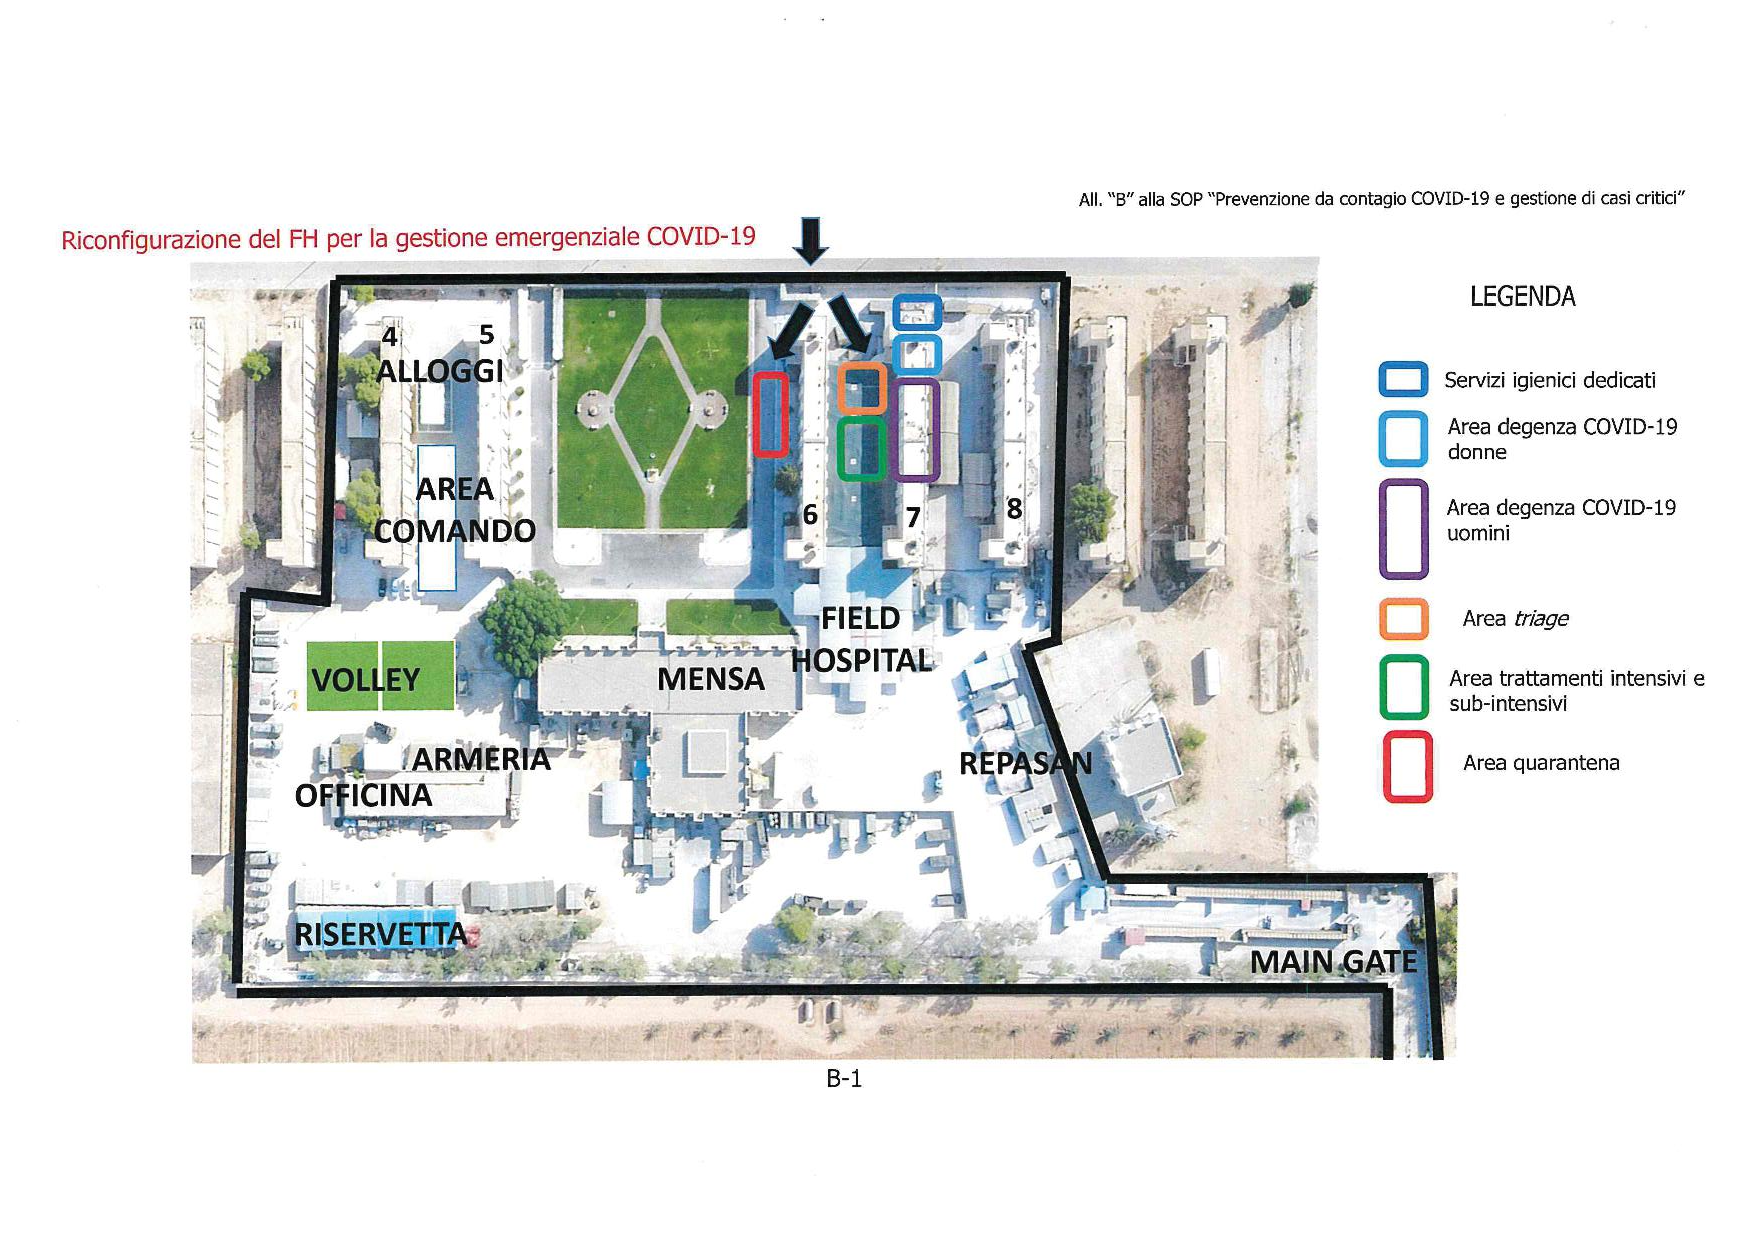 All. “B” alla SOP “Prevenzione da contagio COVID-19 e gestione di casi critici”
Riconfigurazione del FH per la gestione emergenziale COVID-19
LEGENDA
Servizi igienici dedicati
Area degenza COVID-19
donne
Area degenza COVID-19
uomini
Area triage
Area trattamenti intensivi e
sub-intensivi
Area quarantena
4
5
ALLOGGI
AREA
COMANDO
6
7
8
FIELD
HOSPITAL
VOLLEY
MENSA
ARMERIA
OFFICINA
REPASAN
RISERVETTA
MAIN GATE
B-1